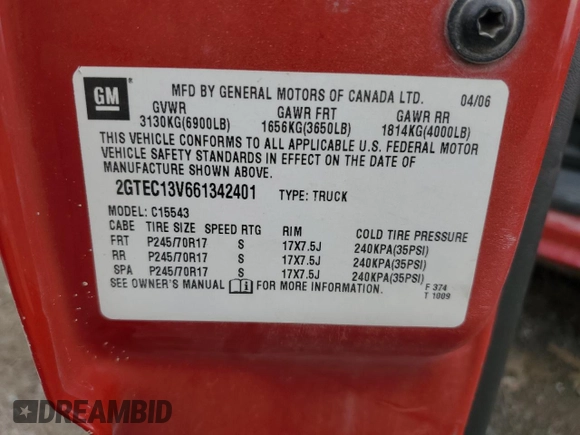 GM
MFD BY GENERAL MOTORS OF CANADA LTD. 04/06
GVWR GAWR FRT GAWR RR
3130KG(6900LB) 1656KG(3650LB) 1814KG(4000LB)
THIS VEHICLE CONFORMS TO ALL APPLICABLE U.S. FEDERAL MOTOR
VEHICLE SAFETY STANDARDS IN EFFECT ON THE DATE OF
MANUFACTURE SHOWN ABOVE.
2GTEC13V661342401 TYPE: TRUCK
MODEL: C15543
CABE TIRE SIZE SPEED RTG RIM COLD TIRE PRESSURE
FRT P245/70R17 S 17X7.5J 240KPA(35PSI)
RR P245/70R17 S 17X7.5J 240KPA(35PSI)
SPA P245/70R17 S 17X7.5J 240KPA(35PSI)
SEE OWNER'S MANUAL FOR MORE INFORMATION.
F 374
T 1009
DREAMBID